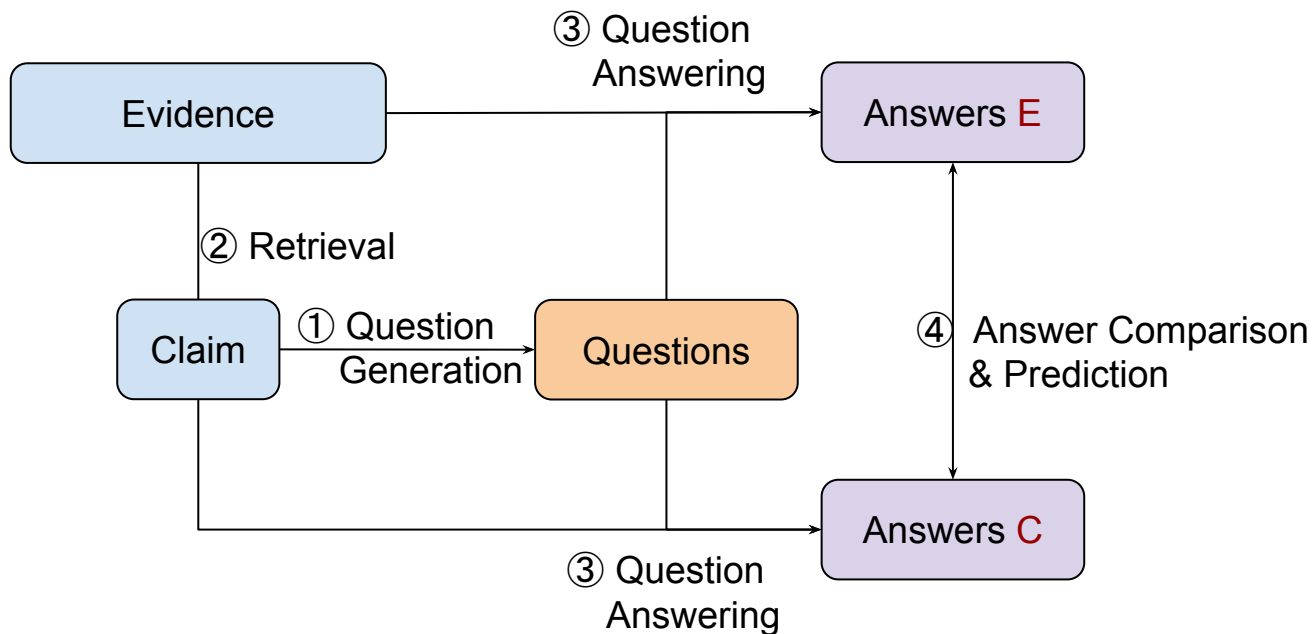 ③ Question
Answering
Evidence
Answers E
② Retrieval
① Question
Generation
Claim
Questions
④ Answer Comparison
& Prediction
Answers C
③ Question
Answering